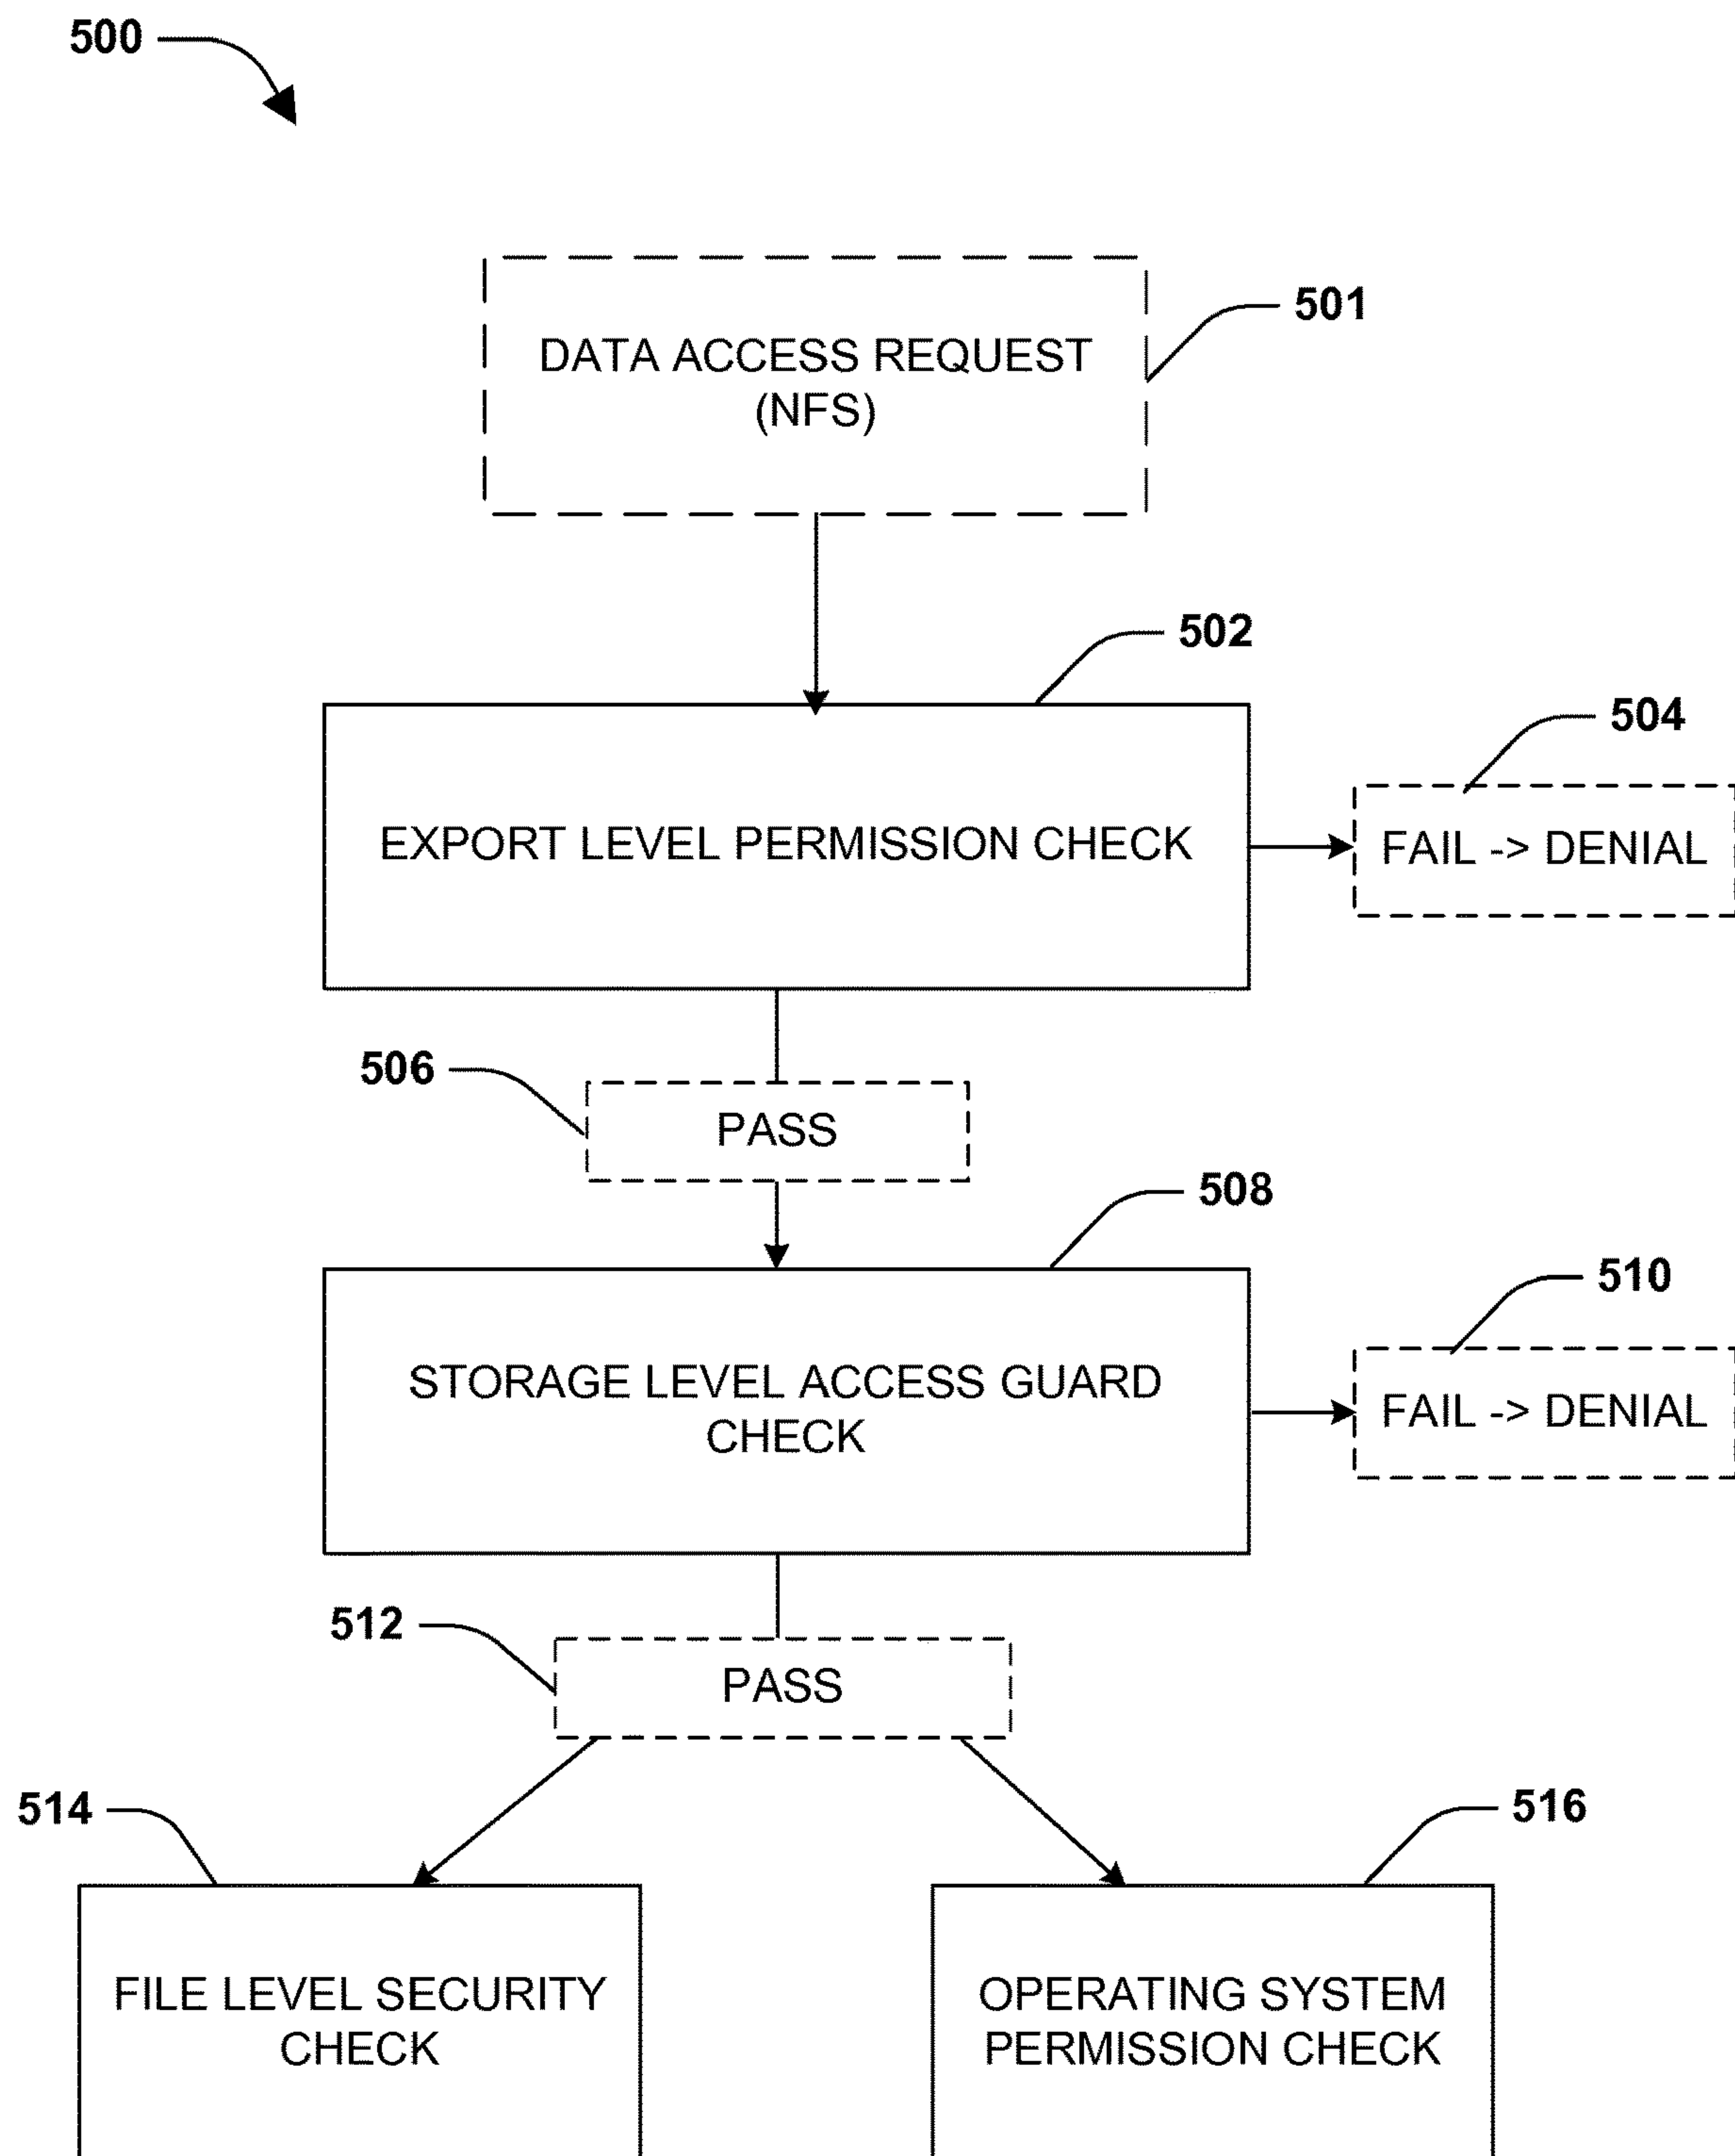 500
DATA ACCESS REQUEST
(NFS)
501
502
EXPORT LEVEL PERMISSION CHECK
504
FAIL -> DENIAL
506
PASS
508
STORAGE LEVEL ACCESS GUARD
CHECK
510
FAIL -> DENIAL
512
PASS
514
FILE LEVEL SECURITY
CHECK
516
OPERATING SYSTEM
PERMISSION CHECK